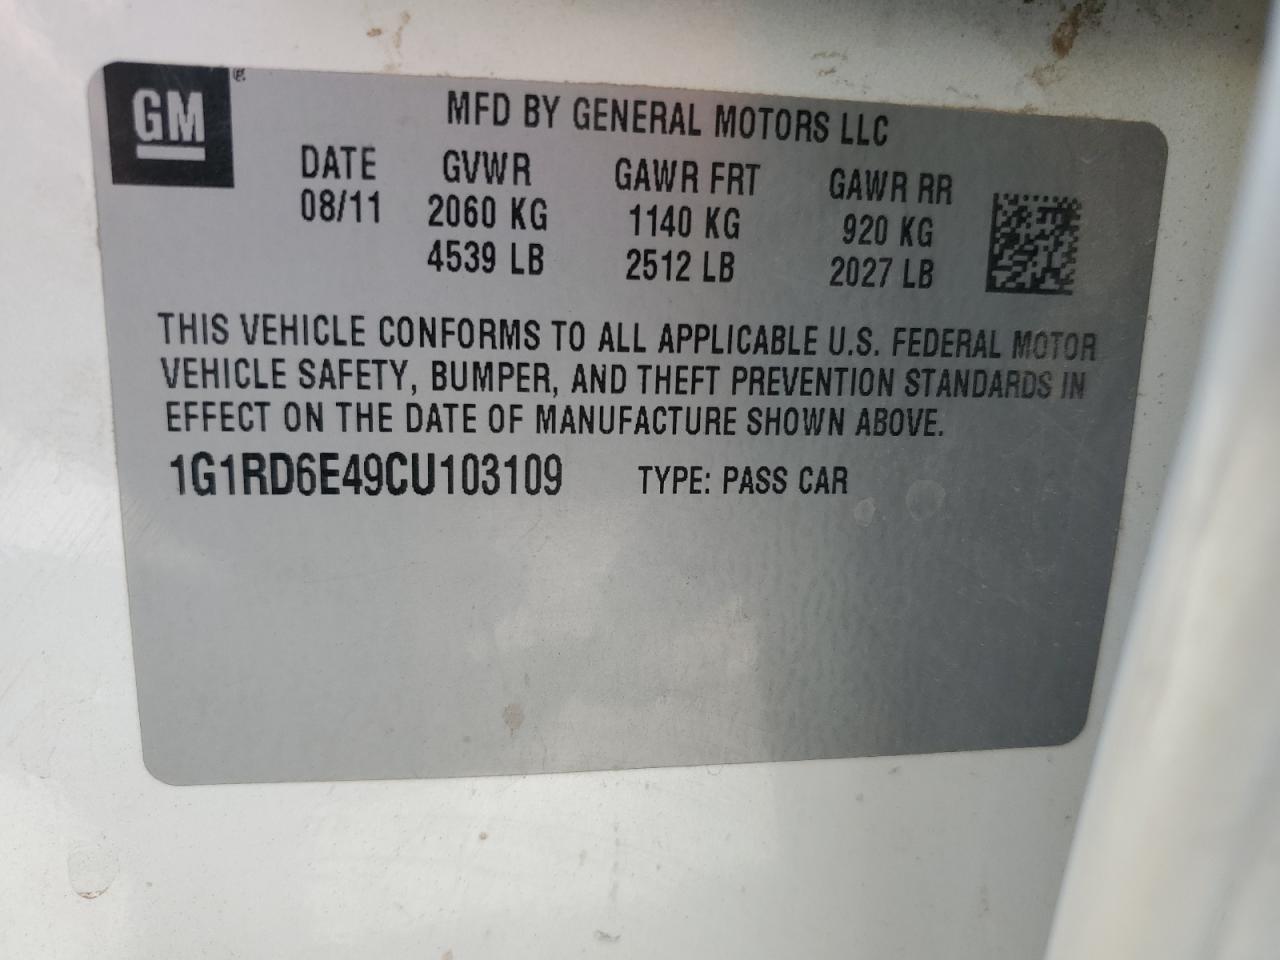 GM ®
MFD BY GENERAL MOTORS LLC
DATE GVWR GAWR FRT GAWR RR
08/11 2060 KG 1140 KG 920 KG
4539 LB 2512 LB 2027 LB
THIS VEHICLE CONFORMS TO ALL APPLICABLE U.S. FEDERAL MOTOR
VEHICLE SAFETY, BUMPER, AND THEFT PREVENTION STANDARDS IN
EFFECT ON THE DATE OF MANUFACTURE SHOWN ABOVE.
1G1RD6E49CU103109 TYPE: PASS CAR